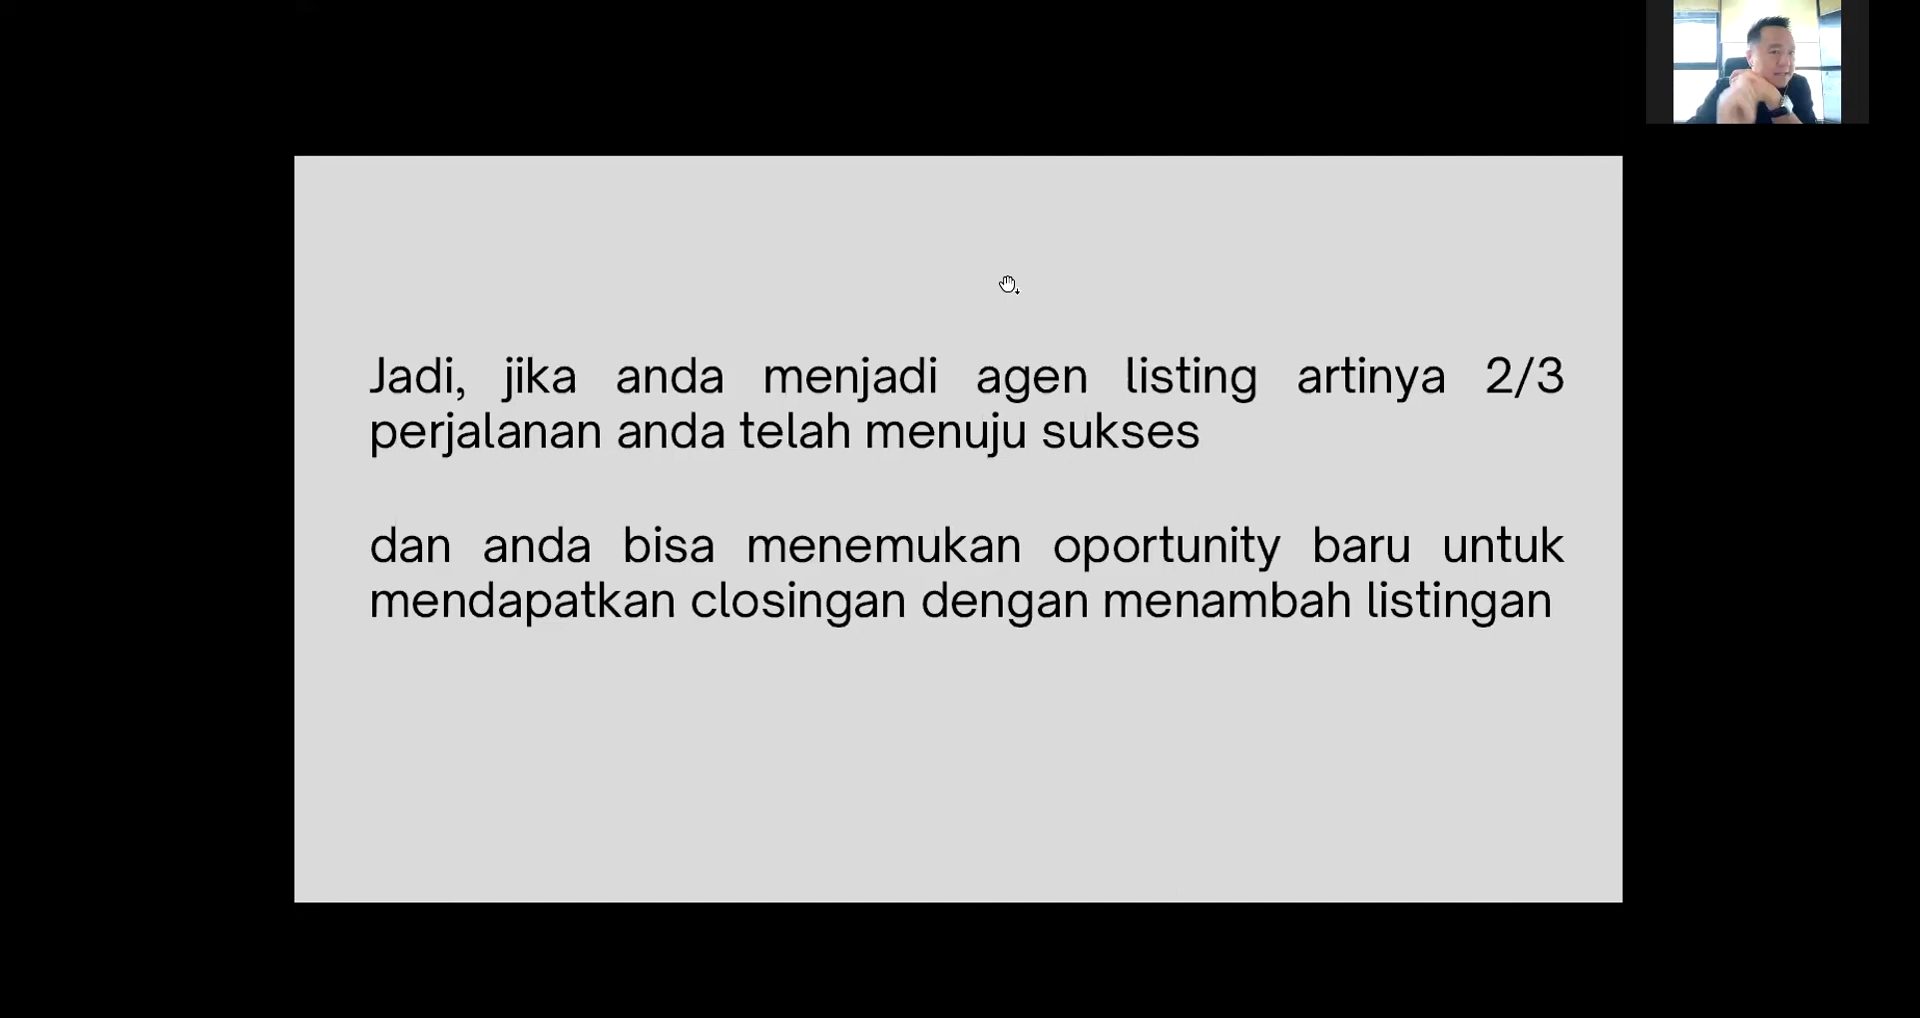 Jadi, jika anda menjadi agen listing artinya 2/3
perjalanan anda telah menuju sukses
dan anda bisa menemukan oportunity baru untuk
mendapatkan closingan dengan menambah listingan